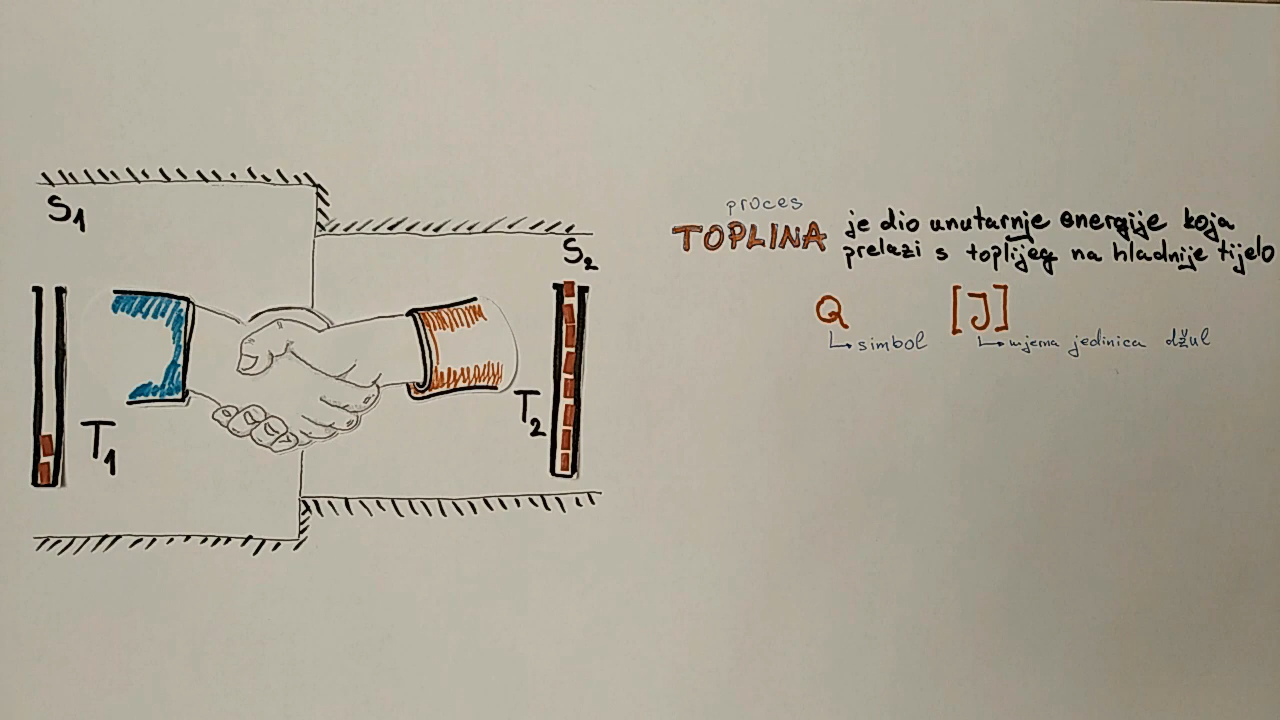 S1
S2
T1
T2
proces
TOPLINA je dio unutarnje energije koja
prelazi s toplijeg na hladnije tijelo
Q [J]
simbol mjerna jedinica džul